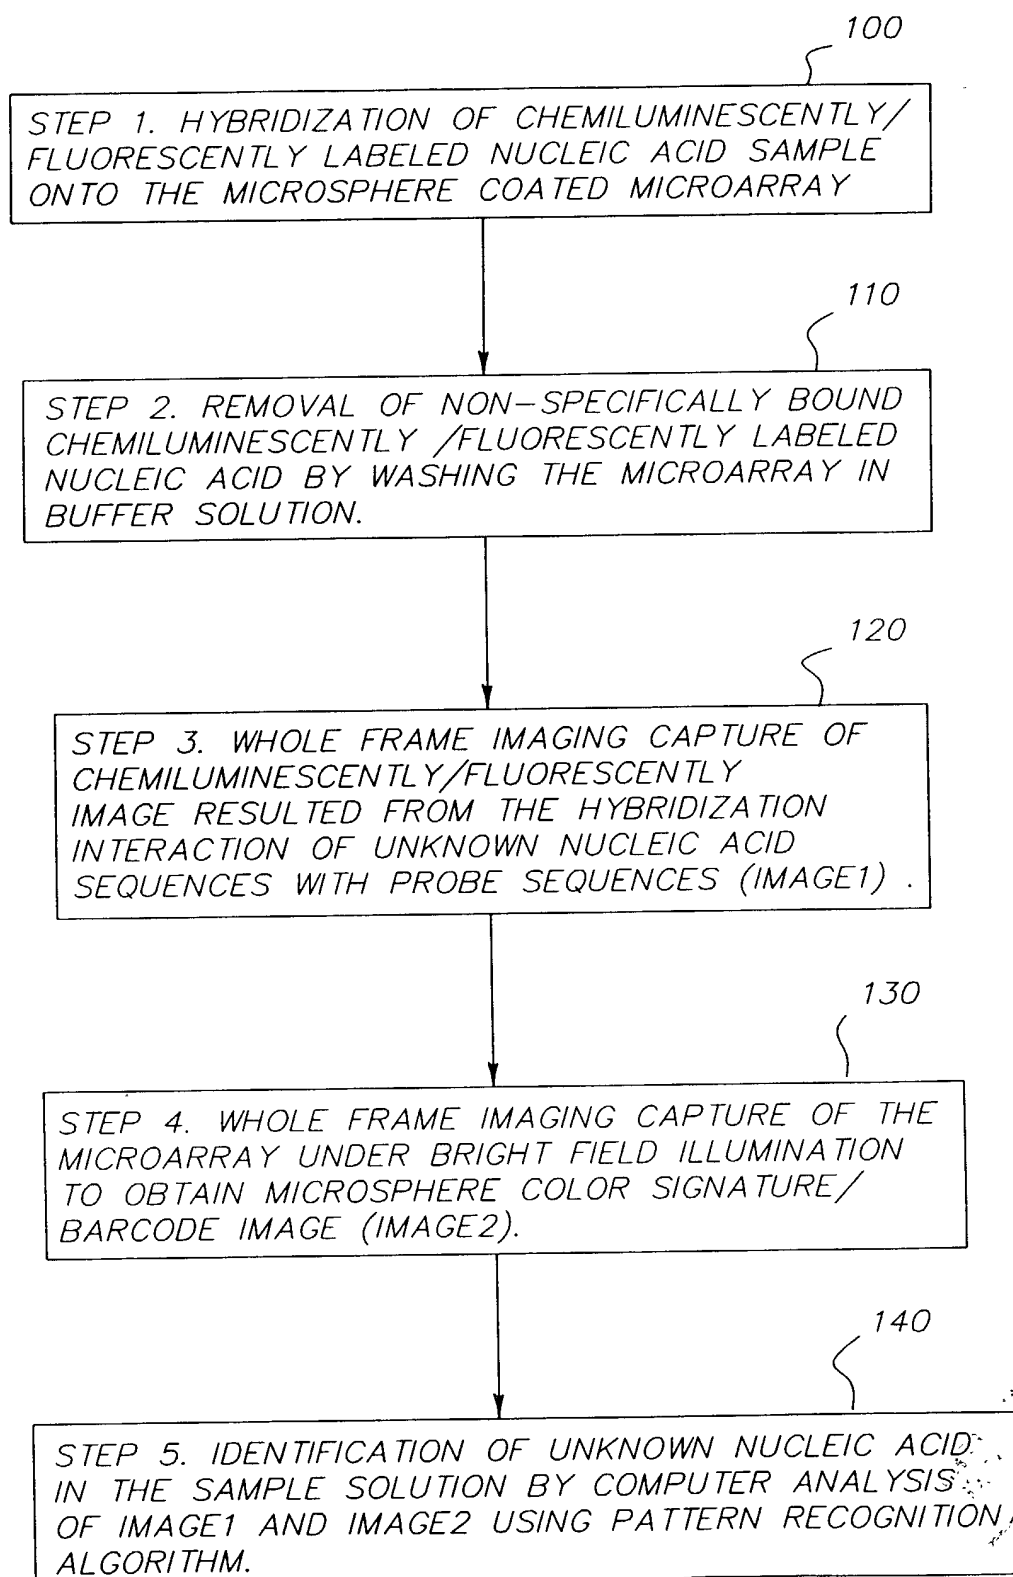 100
STEP 1. HYBRIDIZATION OF CHEMILUMINESCENTLY/
FLUORESCENTLY LABELED NUCLEIC ACID SAMPLE
ONTO THE MICROSPHERE COATED MICROARRAY
110
STEP 2. REMOVAL OF NON-SPECIFICALLY BOUND
CHEMILUMINESCENTLY /FLUORESCENTLY LABELED
NUCLEIC ACID BY WASHING THE MICROARRAY IN
BUFFER SOLUTION.
120
STEP 3. WHOLE FRAME IMAGING CAPTURE OF
CHEMILUMINESCENTLY/FLUORESCENTLY
IMAGE RESULTED FROM THE HYBRIDIZATION
INTERACTION OF UNKNOWN NUCLEIC ACID
SEQUENCES WITH PROBE SEQUENCES (IMAGE1) .
130
STEP 4. WHOLE FRAME IMAGING CAPTURE OF THE
MICROARRAY UNDER BRIGHT FIELD ILLUMINATION
TO OBTAIN MICROSPHERE COLOR SIGNATURE/
BARCODE IMAGE (IMAGE2).
140
STEP 5. IDENTIFICATION OF UNKNOWN NUCLEIC ACID
IN THE SAMPLE SOLUTION BY COMPUTER ANALYSIS
OF IMAGE1 AND IMAGE2 USING PATTERN RECOGNITION
ALGORITHM.